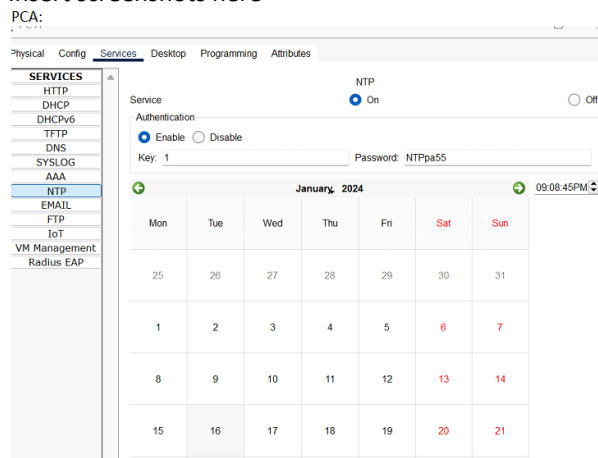 PCA:
Physical Config Services Desktop Programming Attributes
SERVICES
HTTP
DHCP
DHCPv6
TFTP
DNS
SYSLOG
AAA
NTP
EMAIL
FTP
IoT
VM Management
Radius EAP
NTP
Service On Off
Authentication
Enable Disable
Key: 1 Password: NTPpa55
January, 2024 09:08:45PM
Mon Tue Wed Thu Fri Sat Sun
25 26 27 28 29 30 31
1 2 3 4 5 6 7
8 9 10 11 12 13 14
15 16 17 18 19 20 21